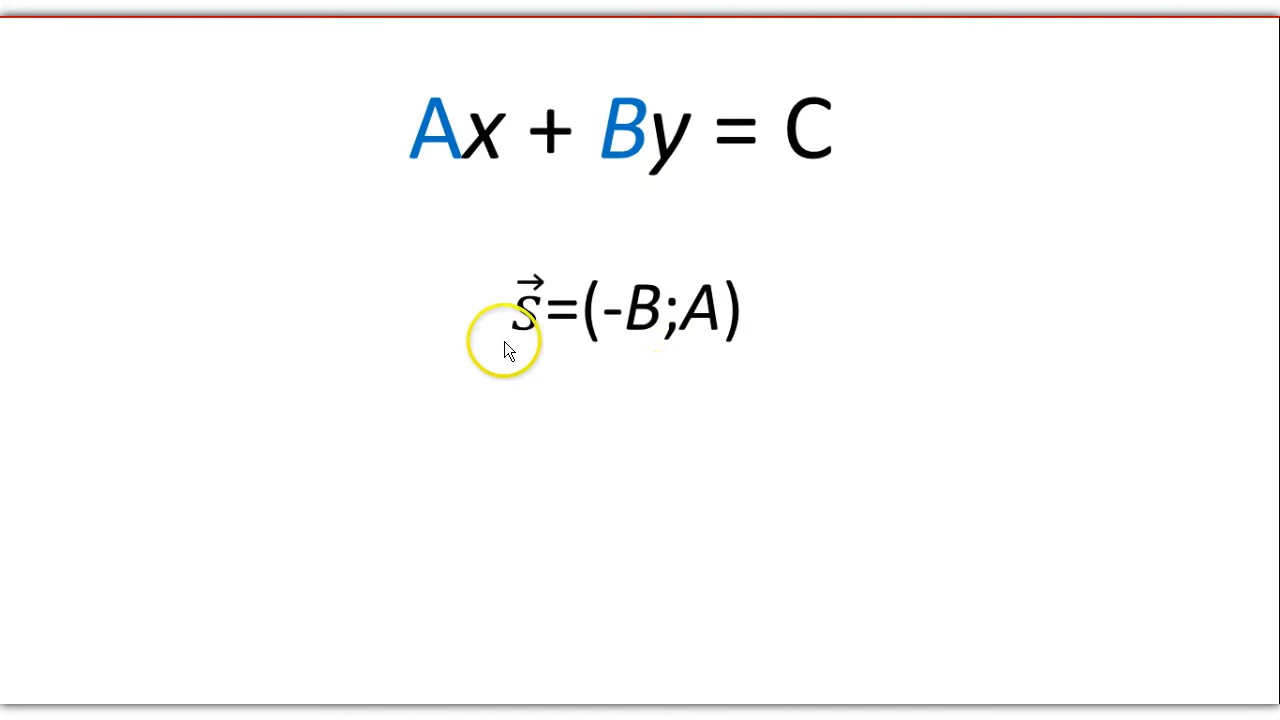 Ax + By = C
s⃗=(-B;A)